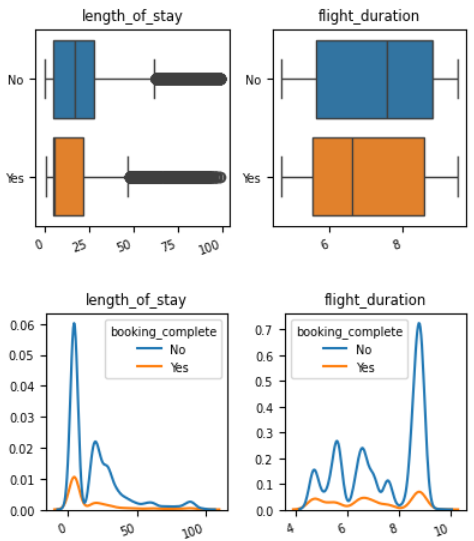 length_of_stay
flight_duration
No
Yes
0
25
50
75
100
No
Yes
6
8
length_of_stay
flight_duration
0.06
0.05
0.04
0.03
0.02
0.01
0.00
booking_complete
No
Yes
0
50
100
0.7
0.6
0.5
0.4
0.3
0.2
0.1
0.0
booking_complete
No
Yes
4
6
8
10